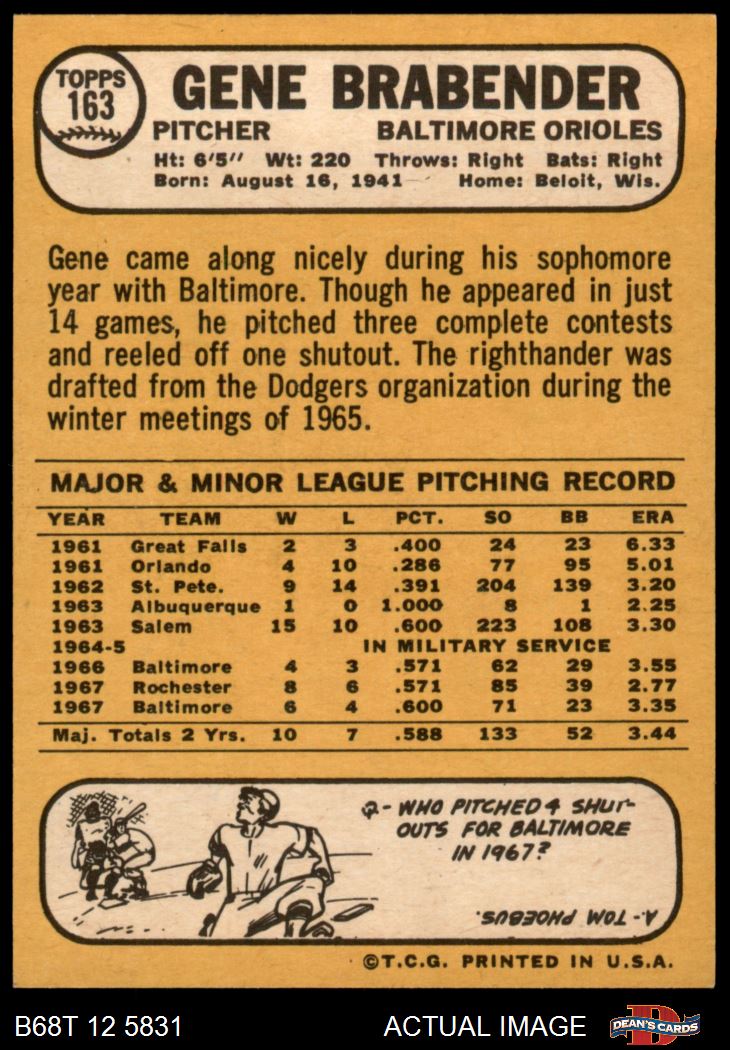 TOPPS
163
GENE BRABENDER
PITCHER BALTIMORE ORIOLES
Ht: 6'5" Wt: 220 Throws: Right Bats: Right
Born: August 16, 1941 Home: Beloit, Wis.
Gene came along nicely during his sophomore
year with Baltimore. Though he appeared in just
14 games, he pitched three complete contests
and reeled off one shutout. The righthander was
drafted from the Dodgers organization during the
winter meetings of 1965.
MAJOR & MINOR LEAGUE PITCHING RECORD
YEAR TEAM W L PCT. SO BB ERA
1961 Great Falls 2 3 .400 24 23 6.33
1961 Orlando 4 10 .286 77 95 5.01
1962 St. Pete. 9 14 .391 204 139 3.20
1963 Albuquerque 1 0 1.000 8 1 2.25
1963 Salem 15 10 .600 223 108 3.30
1964-5 IN MILITARY SERVICE
1966 Baltimore 4 3 .571 62 29 3.55
1967 Rochester 8 6 .571 85 39 2.77
1967 Baltimore 6 4 .600 71 23 3.35
Maj. Totals 2 Yrs. 10 7 .588 133 52 3.44
Q - WHO PITCHED 4 SHUT-
OUTS FOR BALTIMORE
IN 1967?
A - TOM PHOEBUS.
©T.C.G. PRINTED IN U.S.A.
B68T 12 5831 ACTUAL IMAGE
D
DEAN'S CARDS